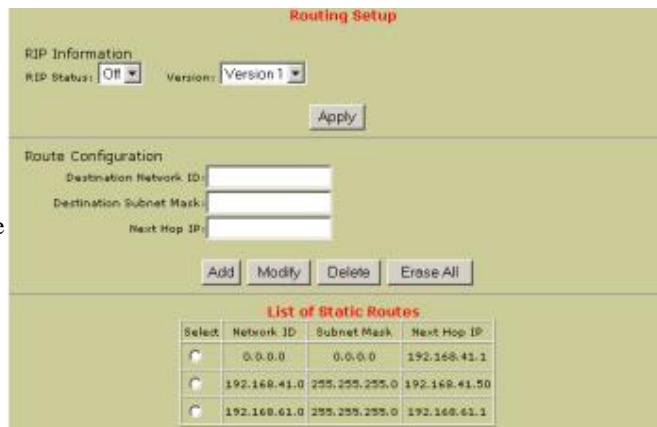 Routing Setup
RIP Information
RIP Status: Off Version: Version 1
Apply
Route Configuration
Destination Network ID:
Destination Subnet Mask:
e
Next Hop IP:
Add Modify Delete Erase All
List of Static Routes
Select Network ID Subnet Mask Next Hop IP
0.0.0.0 0.0.0.0 192.168.41.1
192.168.41.0 255.255.255.0 192.168.41.50
192.168.61.0 255.255.255.0 192.168.61.1